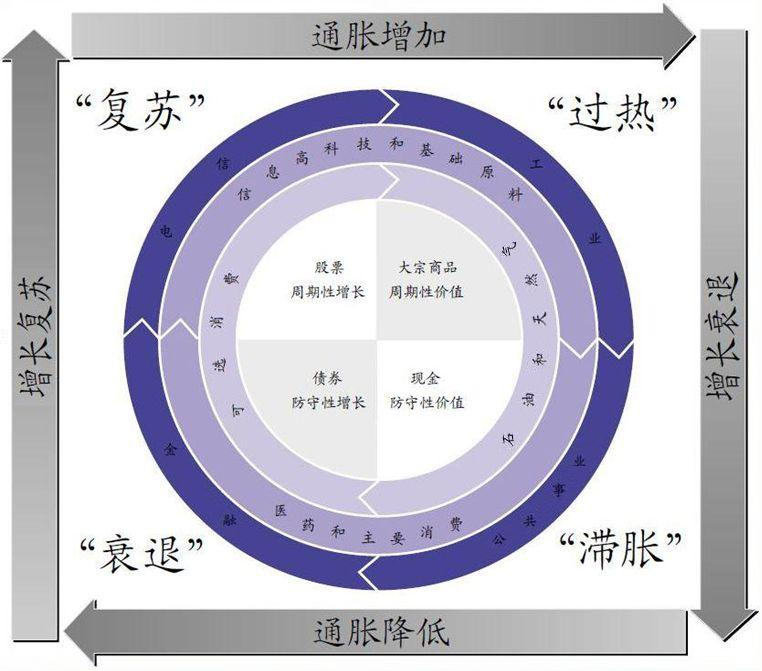 通胀增加
“复苏”
“过热”
增长复苏
增长衰退
电信
工业
信息高科技和基础原料
可选消费
石油和天然气
股票
周期性增长
大宗商品
周期性价值
债券
防守性增长
现金
防守性价值
金融
公共事业
医药和主要消费
“衰退”
“滞胀”
通胀降低